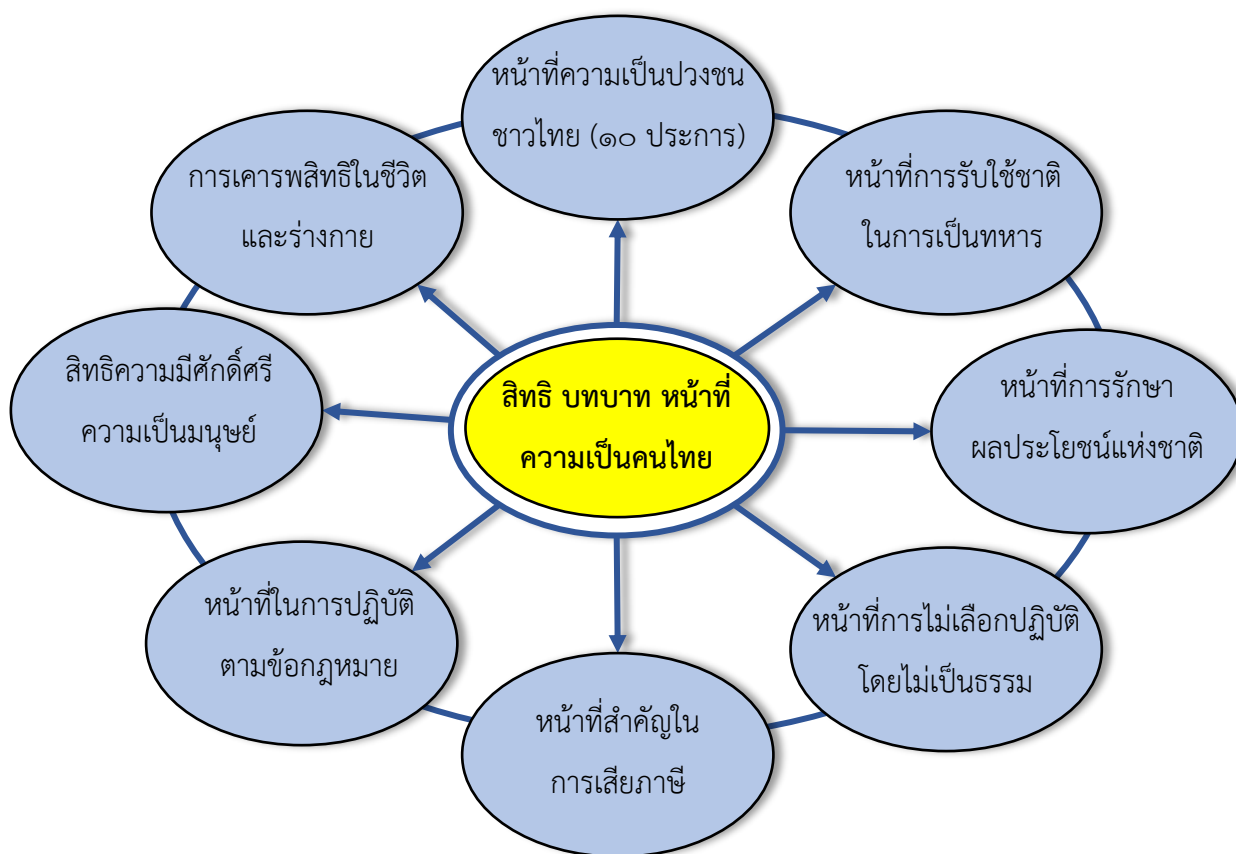 หน้าที่ความเป็นปวงชน
ชาวไทย (๑๐ ประการ)
การเคารพสิทธิในชีวิต
และร่างกาย
หน้าที่การรับใช้ชาติ
ในการเป็นทหาร
สิทธิความมีศักดิ์ศรี
ความเป็นมนุษย์
สิทธิ บทบาท หน้าที่
ความเป็นคนไทย
หน้าที่การรักษา
ผลประโยชน์แห่งชาติ
หน้าที่ในการปฏิบัติ
ตามข้อกฎหมาย
หน้าที่การไม่เลือกปฏิบัติ
โดยไม่เป็นธรรม
หน้าที่สำคัญใน
การเสียภาษี